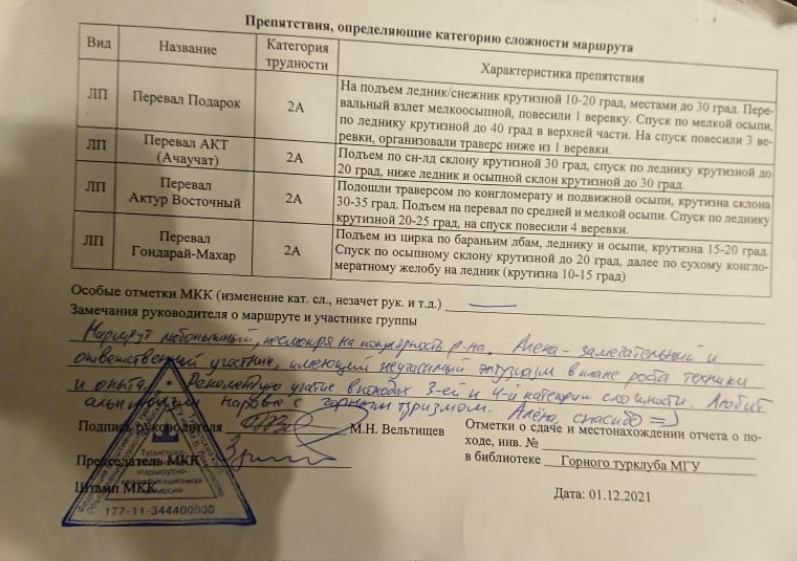 Препятствия, определяющие категорию сложности маршрута
Вид Название Категория трудности Характеристика препятствия
ЛП Перевал Подарок 2А На подъем ледник/снежник крутизной 10-20 град, местами до 30 град. Пере-
вальный взлет мелкоосыпной, повесили 1 веревку. Спуск по мелкой осыпи,
по леднику крутизной до 40 град в верхней части. На спуск повесили 3 ве-
ревки, организовали траверс ниже из 1 веревки.
ЛП Перевал АКТ (Ачаучат) 2А Подъем по сн-лд склону крутизной 30 град, спуск по леднику крутизной до
20 град, ниже ледник и осыпной склон крутизной до 30 град.
ЛП Перевал Актур Восточный 2А Подошли траверсом по конгломерату и подвижной осыпи, крутизна склона
30-35 град. Подъем на перевал по средней и мелкой осыпи. Спуск по леднику
крутизной 20-25 град, на спуск повесили 4 веревки.
ЛП Перевал Гондарай-Махар 2А Подъем из цирка по бараньим лбам, леднику и осыпи, крутизна 15-20 град.
Спуск по осыпному склону крутизной до 20 град, далее по сухому конгло-
мератному желобу на ледник (крутизна 10-15 град)
Особые отметки МКК (изменение кат. сл., незачет рук. и т.д.)
Замечания руководителя о маршруте и участнике группы
Маршрут любопытный, несмотря на популярность р-на. Алена - замечательный и
ответственный участник, имеющий неугасимый энтузиазм в плане роста техники
и опыта. Рекомендую участие в походах 3-ей и 4-й категории сложности. Любит
альпинизм наравне с горным туризмом. Алена, спасибо =)
Подпись руководителя М.Н. Вельтищев
Отметки о сдаче и местонахождении отчета о по-
ходе, инв. №
в библиотеке Горного турклуба МГУ
Председатель МКК
Штамп МКК
Туристская
маршрутно-
квалификационная
комиссия
177-11-344400030
Дата: 01.12.2021